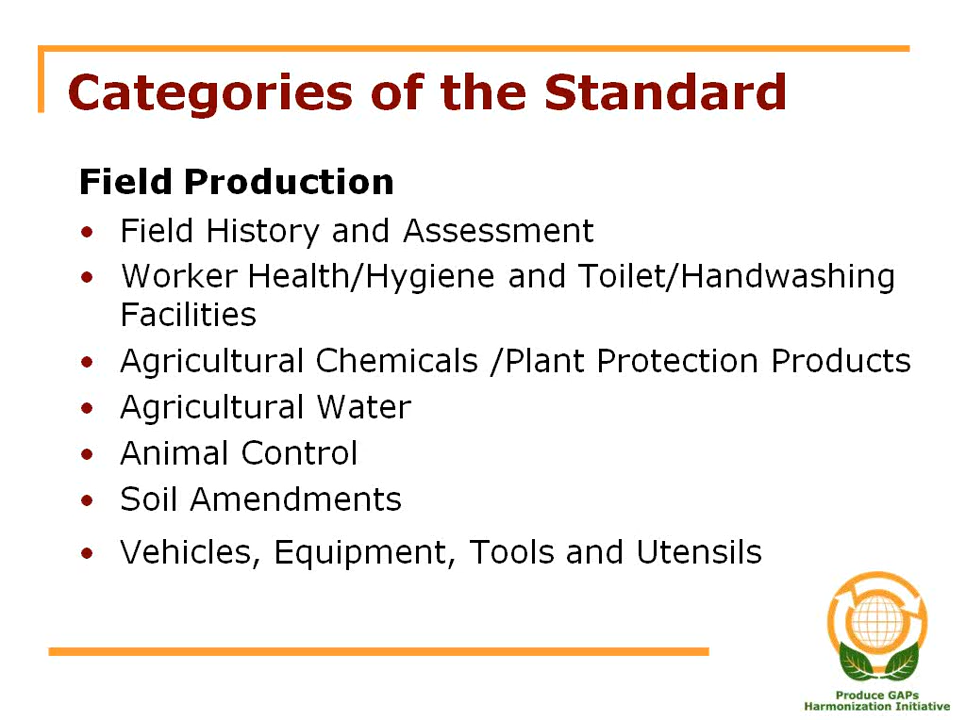 Categories of the Standard
Field Production
• Field History and Assessment
• Worker Health/Hygiene and Toilet/Handwashing
Facilities
• Agricultural Chemicals /Plant Protection Products
• Agricultural Water
• Animal Control
• Soil Amendments
• Vehicles, Equipment, Tools and Utensils
Produce GAPs
Harmonization Initiative